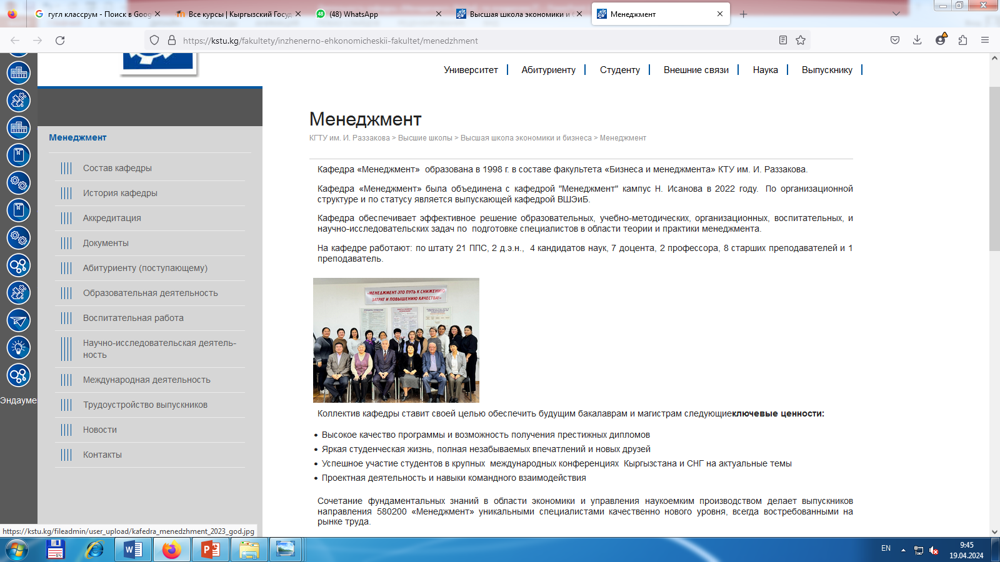 гугл классрум - Поиск в Goog
Все курсы | Кыргызский Госуд
(48) WhatsApp
Высшая школа экономики и
Менеджмент
https://kstu.kg/fakultety/inzhenerno-ehkonomicheskii-fakultet/menedzhment
Университет
Абитуриенту
Студенту
Внешние связи
Наука
Выпускнику
Менеджмент
КГТУ им. И. Раззакова > Высшие школы > Высшая школа экономики и бизнеса > Менеджмент
Менеджмент
Состав кафедры
История кафедры
Аккредитация
Документы
Абитуриенту (поступающему)
Образовательная деятельность
Воспитательная работа
Научно-исследовательская деятель-
ность
Международная деятельность
Трудоустройство выпускников
Новости
Контакты
Эндауме
Кафедра «Менеджмент» образована в 1998 г. в составе факультета «Бизнеса и менеджмента» КТУ им. И. Раззакова.
Кафедра «Менеджмент» была объединена с кафедрой "Менеджмент" кампус Н. Исанова в 2022 году. По организационной
структуре и по статусу является выпускающей кафедрой ВШЭиБ.
Кафедра обеспечивает эффективное решение образовательных, учебно-методических, организационных, воспитательных, и
научно-исследовательских задач по подготовке специалистов в области теории и практики менеджмента.
На кафедре работают: по штату 21 ППС, 2 д.э.н., 4 кандидатов наук, 7 доцента, 2 профессора, 8 старших преподавателей и 1
преподаватель.
«МЕНЕДЖМЕНТ-ЭТО ПУТЬ К СНИЖЕНИЮ
ЗАТРАТ И ПОВЫШЕНИЮ КАЧЕСТВА!»
Коллектив кафедры ставит своей целью обеспечить будущим бакалаврам и магистрам следующиеключевые ценности:
• Высокое качество программы и возможность получения престижных дипломов
• Яркая студенческая жизнь, полная незабываемых впечатлений и новых друзей
• Успешное участие студентов в крупных международных конференциях Кыргызстана и СНГ на актуальные темы
• Проектная деятельность и навыки командного взаимодействия
Сочетание фундаментальных знаний в области экономики и управления наукоемким производством делает выпускников
направления 580200 «Менеджмент» уникальными специалистами качественно нового уровня, всегда востребованными на
рынке труда.
https://kstu.kg/fileadmin/user_upload/kafedra_menedzhment_2023_god.jpg
64
EN
9:45
19.04.2024